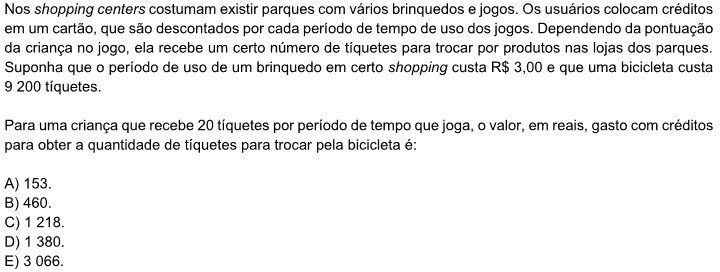 Nos shopping centers costumam existir parques com vários brinquedos e jogos. Os usuários colocam créditos
em um cartão, que são descontados por cada período de tempo de uso dos jogos. Dependendo da pontuação
da criança no jogo, ela recebe um certo número de tíquetes para trocar por produtos nas lojas dos parques.
Suponha que o período de uso de um brinquedo em certo shopping custa R$ 3,00 e que uma bicicleta custa
9 200 tíquetes.
Para uma criança que recebe 20 tíquetes por período de tempo que joga, o valor, em reais, gasto com créditos
para obter a quantidade de tíquetes para trocar pela bicicleta é:
A) 153.
B) 460.
C) 1 218.
D) 1 380.
E) 3 066.